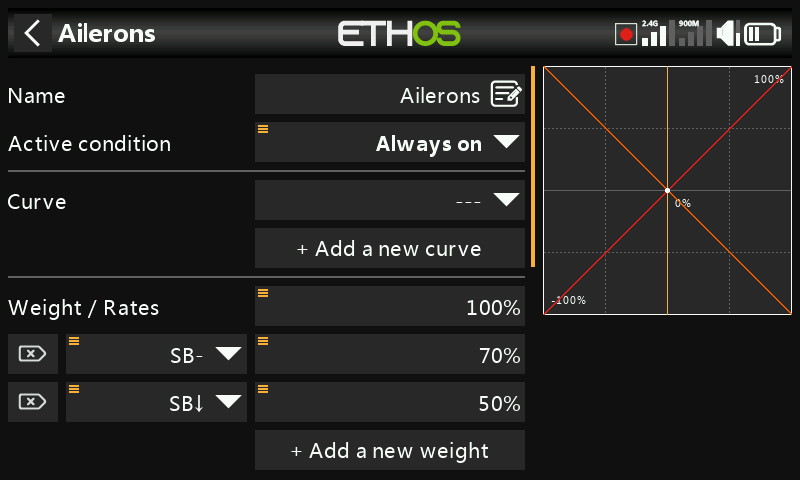 Ailerons
ETHOS
2.4G
900M
Name
Ailerons
Active condition
Always on
Curve
---
+ Add a new curve
Weight / Rates
100%
SB-
70%
SB↓
50%
+ Add a new weight
100%
0%
-100%